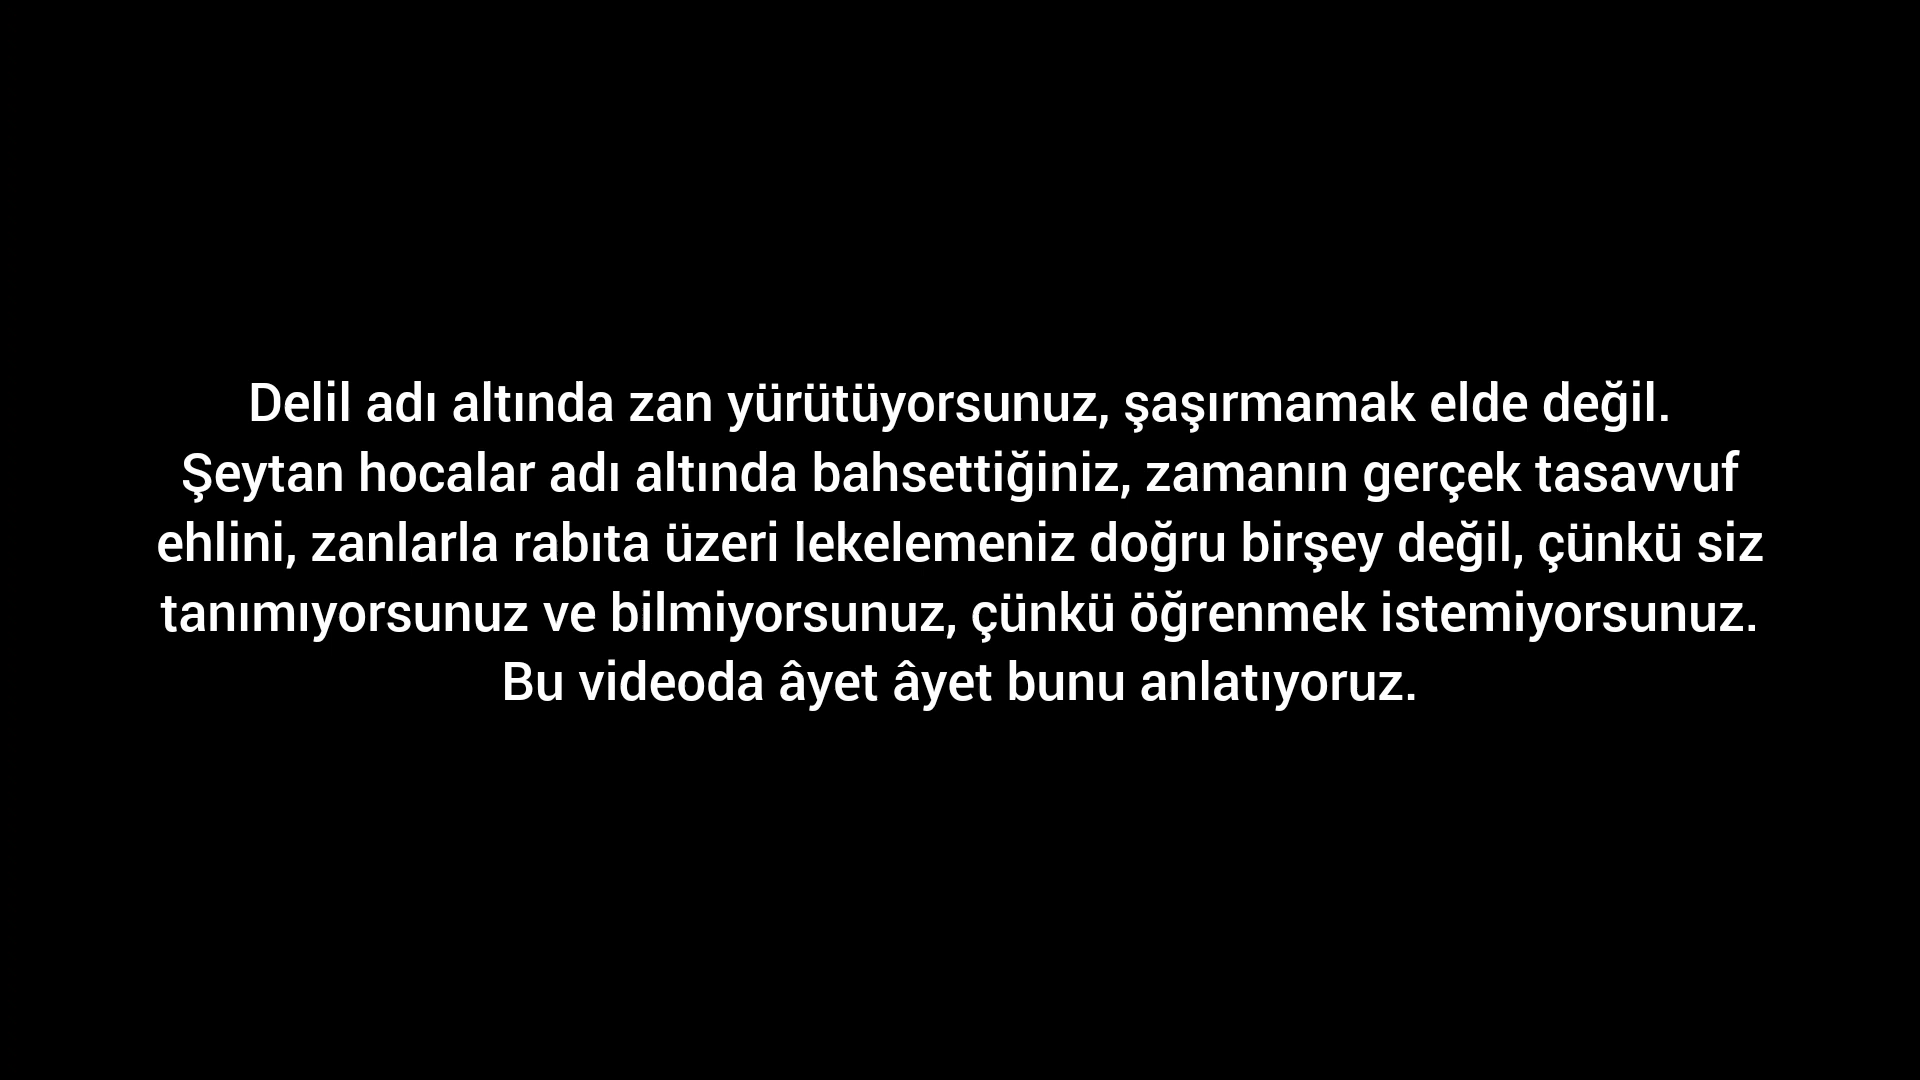 Delil adı altında zan yürütüyorsunuz, şaşırmamak elde değil.
Şeytan hocalar adı altında bahsettiğiniz, zamanın gerçek tasavvuf
ehlini, zanlarla rabıta üzeri lekelemeniz doğru birşey değil, çünkü siz
tanımıyorsunuz ve bilmiyorsunuz, çünkü öğrenmek istemiyorsunuz.
Bu videoda âyet âyet bunu anlatıyoruz.